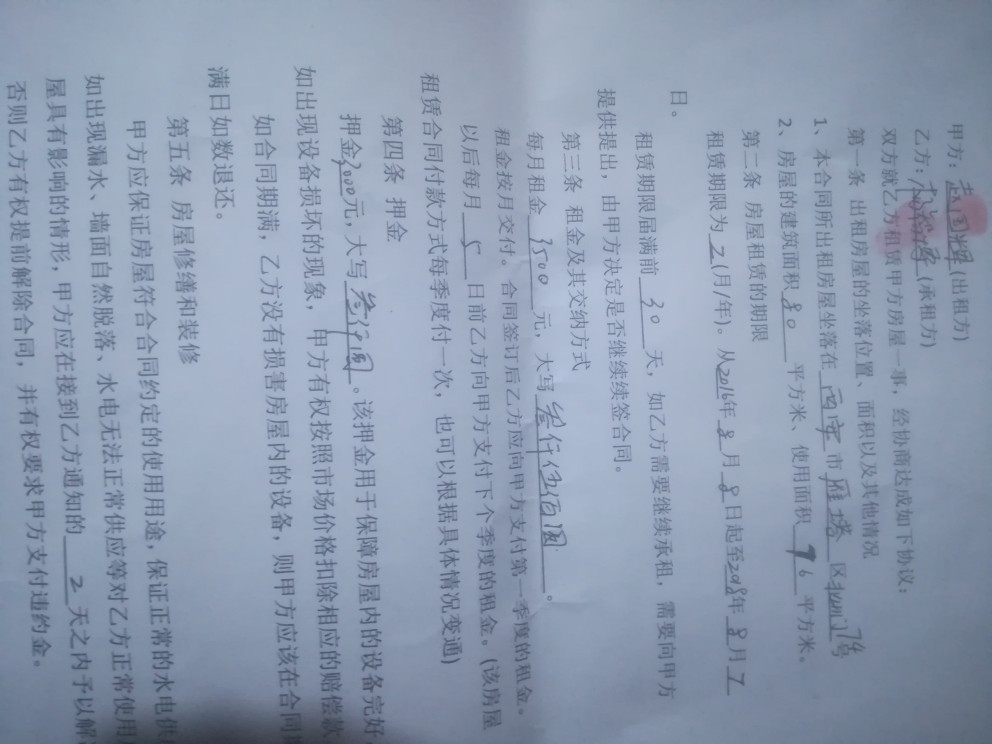 甲方：(出租方)
乙方：(承租方)
双方就乙方租赁甲方房屋一事，经协商达成如下协议：
第一条 出租房屋的坐落位置、面积以及其他情况
1、本合同所出租房屋坐落在 西安 市 雁塔 区
2、房屋的建筑面积 80 平方米、使用面积 76 平方米。
第二条 房屋租赁的期限
租赁期限为 2 (月/年)，从2016年 8 月 8 日起至2018年 8 月 7
日。
租赁期限届满前 30 天，如乙方需要继续承租，需要向甲方
提供提出，由甲方决定是否继续续签合同。
第三条 租金及其交纳方式
每月租金 3500 元，大写 叁仟伍佰圆 。
租金按月交付。合同签订后乙方应向甲方支付第一季度的租金。
以后每月 5 日前乙方向甲方支付下个季度的租金。(该房屋
租赁合同付款方式每季度付一次，也可以根据具体情况变通)
第四条 押金
押金3000元，大写 叁仟圆 。该押金用于保障房屋内的设备完好，
如出现设备损坏的现象，甲方有权按照市场价格扣除相应的赔偿款
如合同期满，乙方没有损害房屋内的设备，则甲方应该在合同
满日如数退还。
第五条 房屋修缮和装修
甲方应保证房屋符合合同约定的使用用途，保证正常的水电供
如出现漏水、墙面自然脱落、水电无法正常供应等对乙方正常使用
屋具有影响的情形，甲方应在接到乙方通知的 2 天之内予以解
否则乙方有权提前解除合同，并有权要求甲方支付违约金。